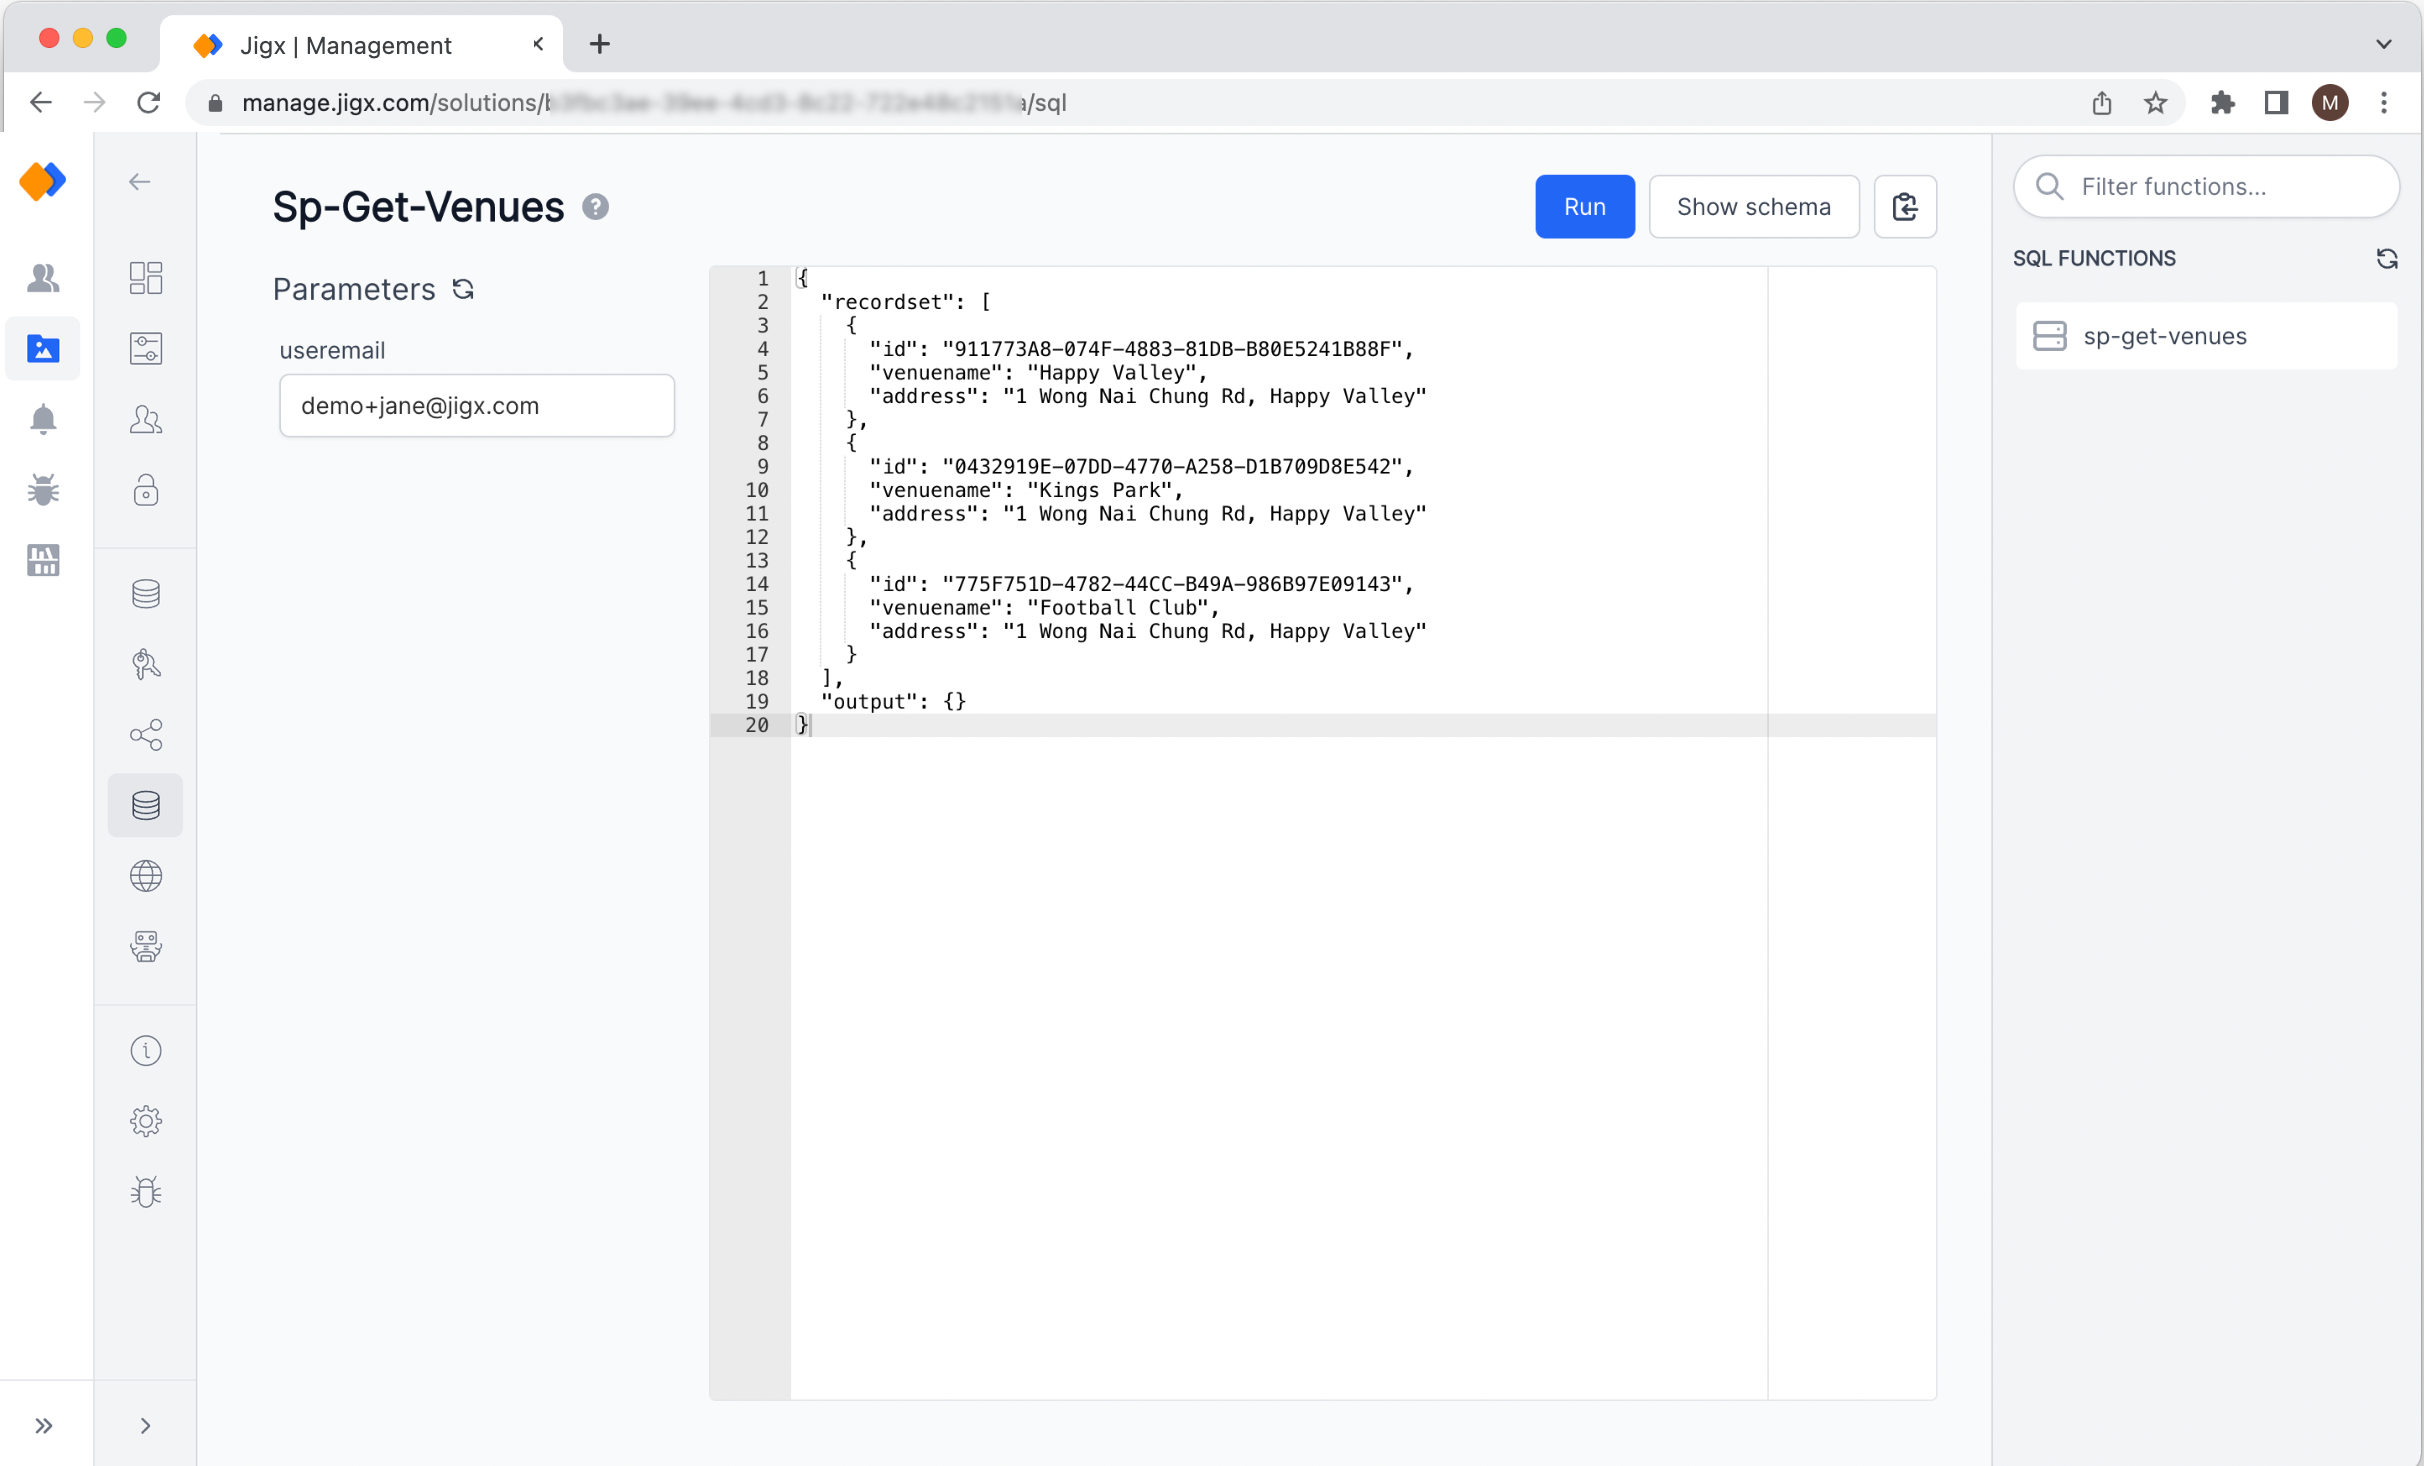 Jigx | Management
manage.jigx.com/solutions/
/sql
M
Sp-Get-Venues
?
Run
Show schema
Filter functions...
Parameters
SQL FUNCTIONS
useremail
sp-get-venues
demo+jane@jigx.com
1 {
2 "recordset": [
3 {
4 "id": "911773A8-074F-4883-81DB-B80E5241B88F",
5 "venuename": "Happy Valley",
6 "address": "1 Wong Nai Chung Rd, Happy Valley"
7 },
8 {
9 "id": "0432919E-07DD-4770-A258-D1B709D8E542",
10 "venuename": "Kings Park",
11 "address": "1 Wong Nai Chung Rd, Happy Valley"
12 },
13 {
14 "id": "775F751D-4782-44CC-B49A-986B97E09143",
15 "venuename": "Football Club",
16 "address": "1 Wong Nai Chung Rd, Happy Valley"
17 }
18 ],
19 "output": {}
20 }